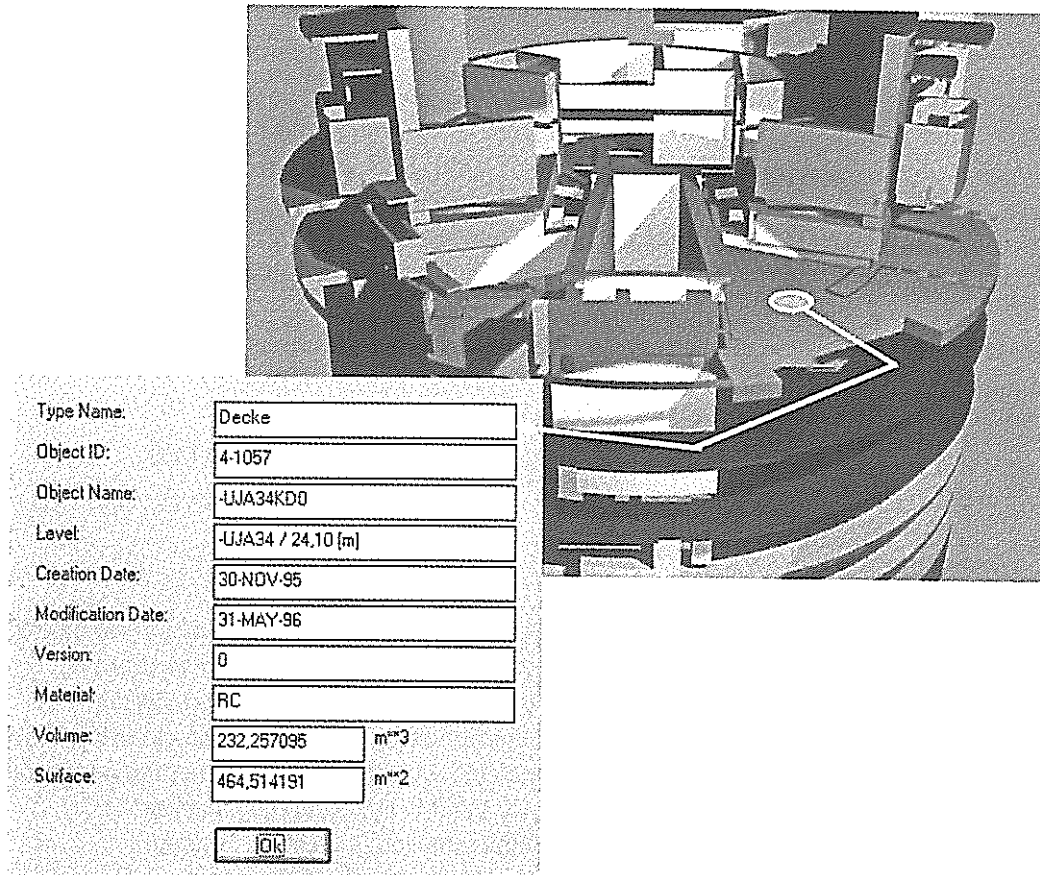 Type Name: Decke
Object ID: 4-1057
Object Name: -UJA34KD0
Level: -UJA34 / 24,10 [m]
Creation Date: 30-NOV-95
Modification Date: 31-MAY-96
Version: 0
Material: RC
Volume: 232,257095 m**3
Surface: 464,514191 m**2
Ok